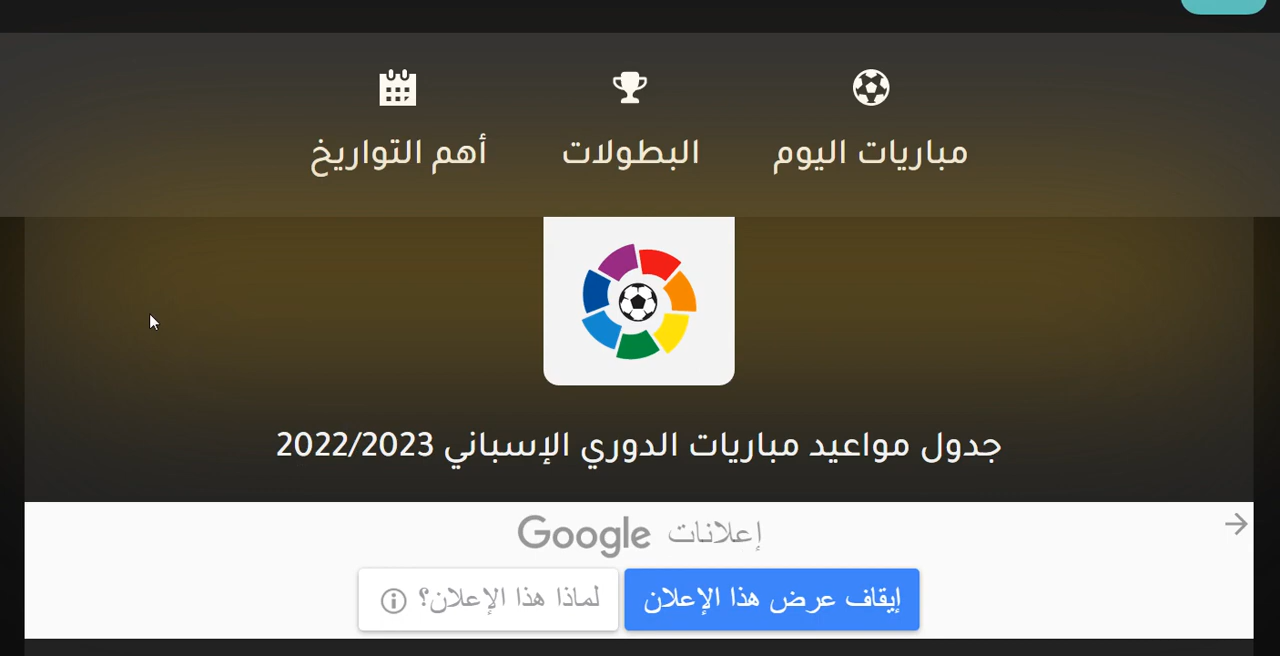 مباريات اليوم
البطولات
أهم التواريخ
جدول مواعيد مباريات الدوري الإسباني 2022/2023
إعلانات Google
إيقاف عرض هذا الإعلان
لماذا هذا الإعلان؟